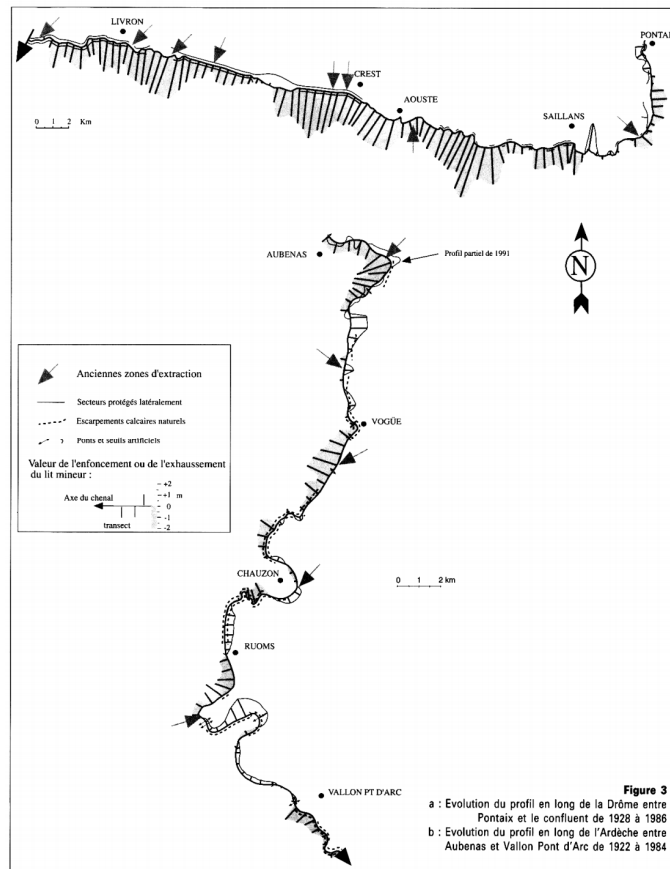 LIVRON
PONTAIX
CREST
AOUSTE
SAILLANS
0 1 2 Km
AUBENAS
Profil partiel de 1991
N
Anciennes zones d'extraction
Secteurs protégés latéralement
Escarpements calcaires naturels
Ponts et seuils artificiels
Valeur de l'enfoncement ou de l'exhaussement
du lit mineur :
+2
Axe du chenal
+1 m
0
-1
transect
-2
VOGÜE
CHAUZON
0 1 2 km
RUOMS
VALLON PT D'ARC
Figure 3
a : Evolution du profil en long de la Drôme entre
Pontaix et le confluent de 1928 à 1986
b : Evolution du profil en long de l'Ardèche entre
Aubenas et Vallon Pont d'Arc de 1922 à 1984